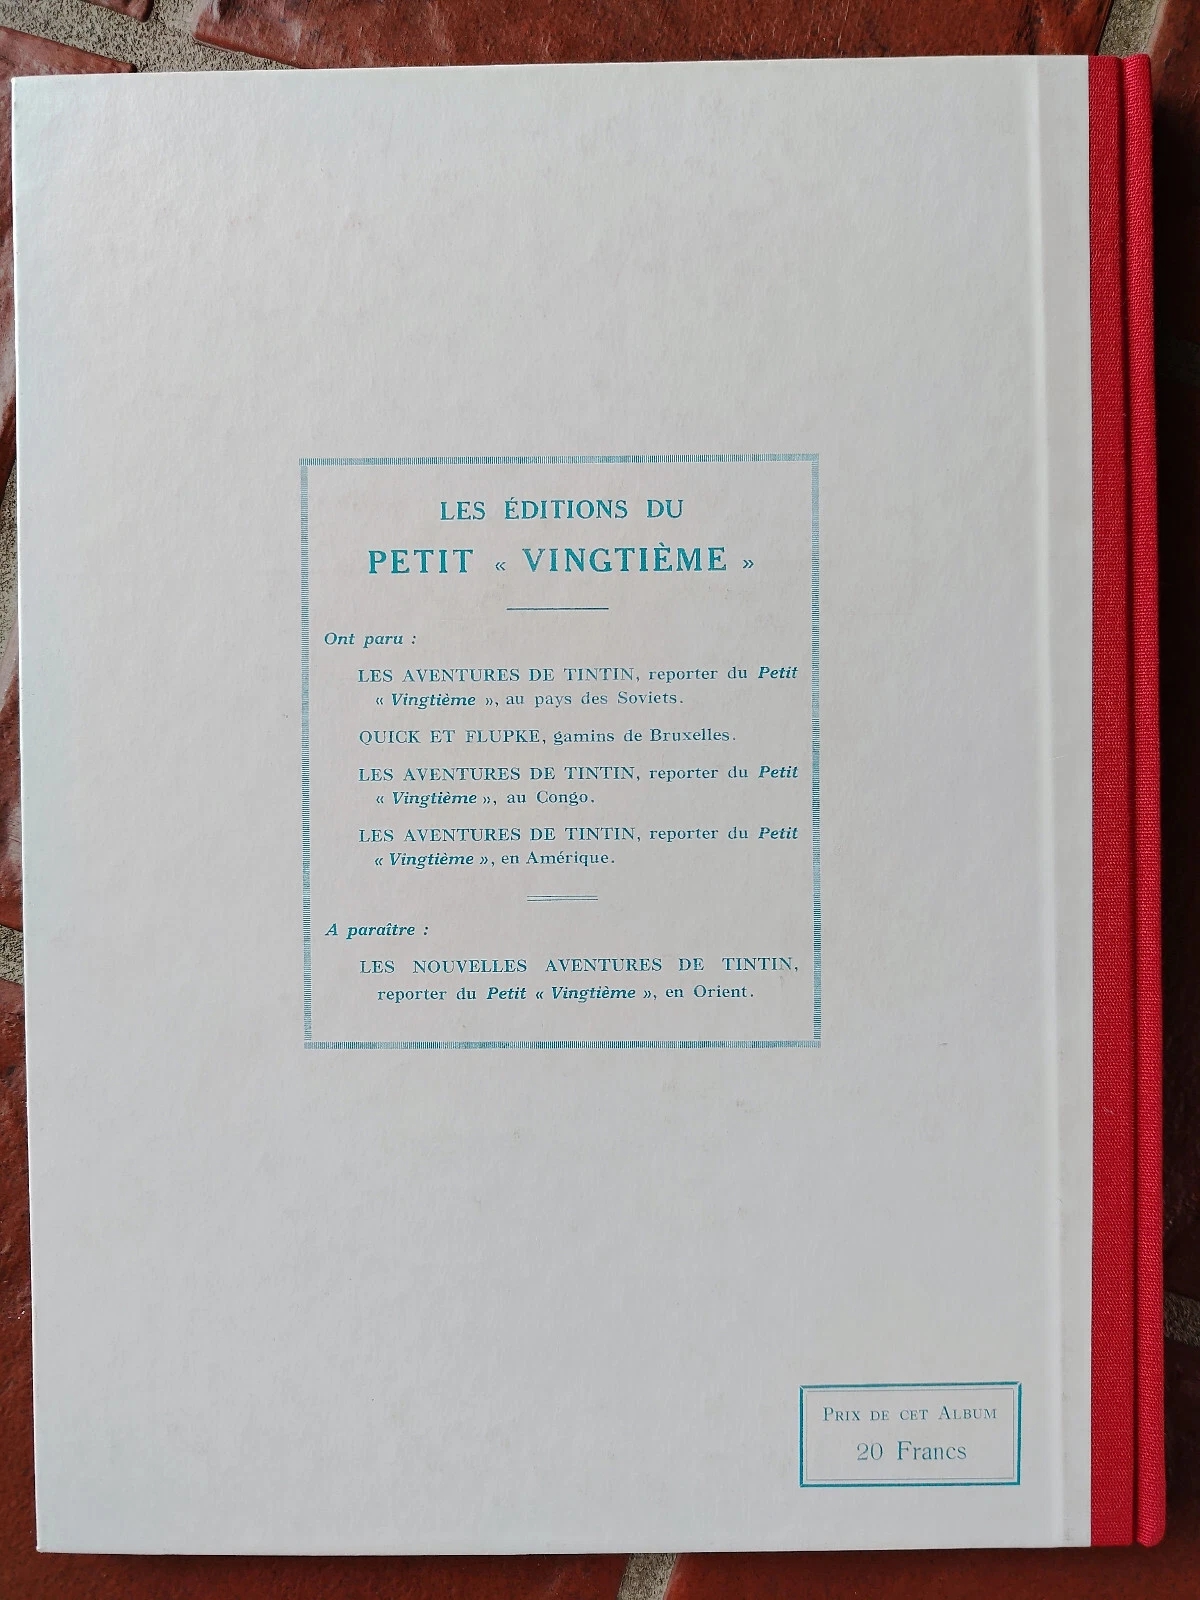 LES ÉDITIONS DU
PETIT « VINGTIÈME »
Ont paru :
LES AVENTURES DE TINTIN, reporter du Petit
« Vingtième », au pays des Soviets.
QUICK ET FLUPKE, gamins de Bruxelles.
LES AVENTURES DE TINTIN, reporter du Petit
« Vingtième », au Congo.
LES AVENTURES DE TINTIN, reporter du Petit
« Vingtième », en Amérique.
A paraître :
LES NOUVELLES AVENTURES DE TINTIN,
reporter du Petit « Vingtième », en Orient.
PRIX DE CET ALBUM
20 Francs